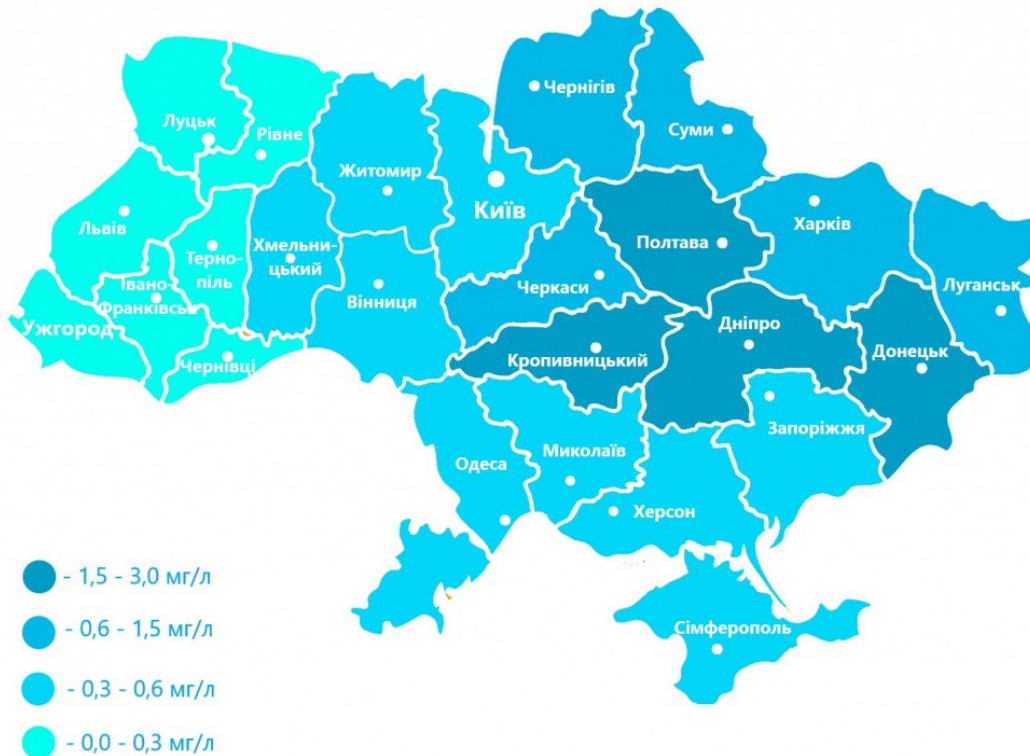 Чернігів
Суми
Луцьк
Рівне
Житомир
Київ
Харків
Львів
Полтава
Терно-
піль
Хмельни-
цький
Івано-
Франківськ
Вінниця
Черкаси
Луганськ
Ужгород
Чернівці
Кропивницький
Дніпро
Донецьк
Запоріжжя
Одеса
Миколаїв
Херсон
Сімферополь
- 1,5 - 3,0 мг/л
- 0,6 - 1,5 мг/л
- 0,3 - 0,6 мг/л
- 0,0 - 0,3 мг/л